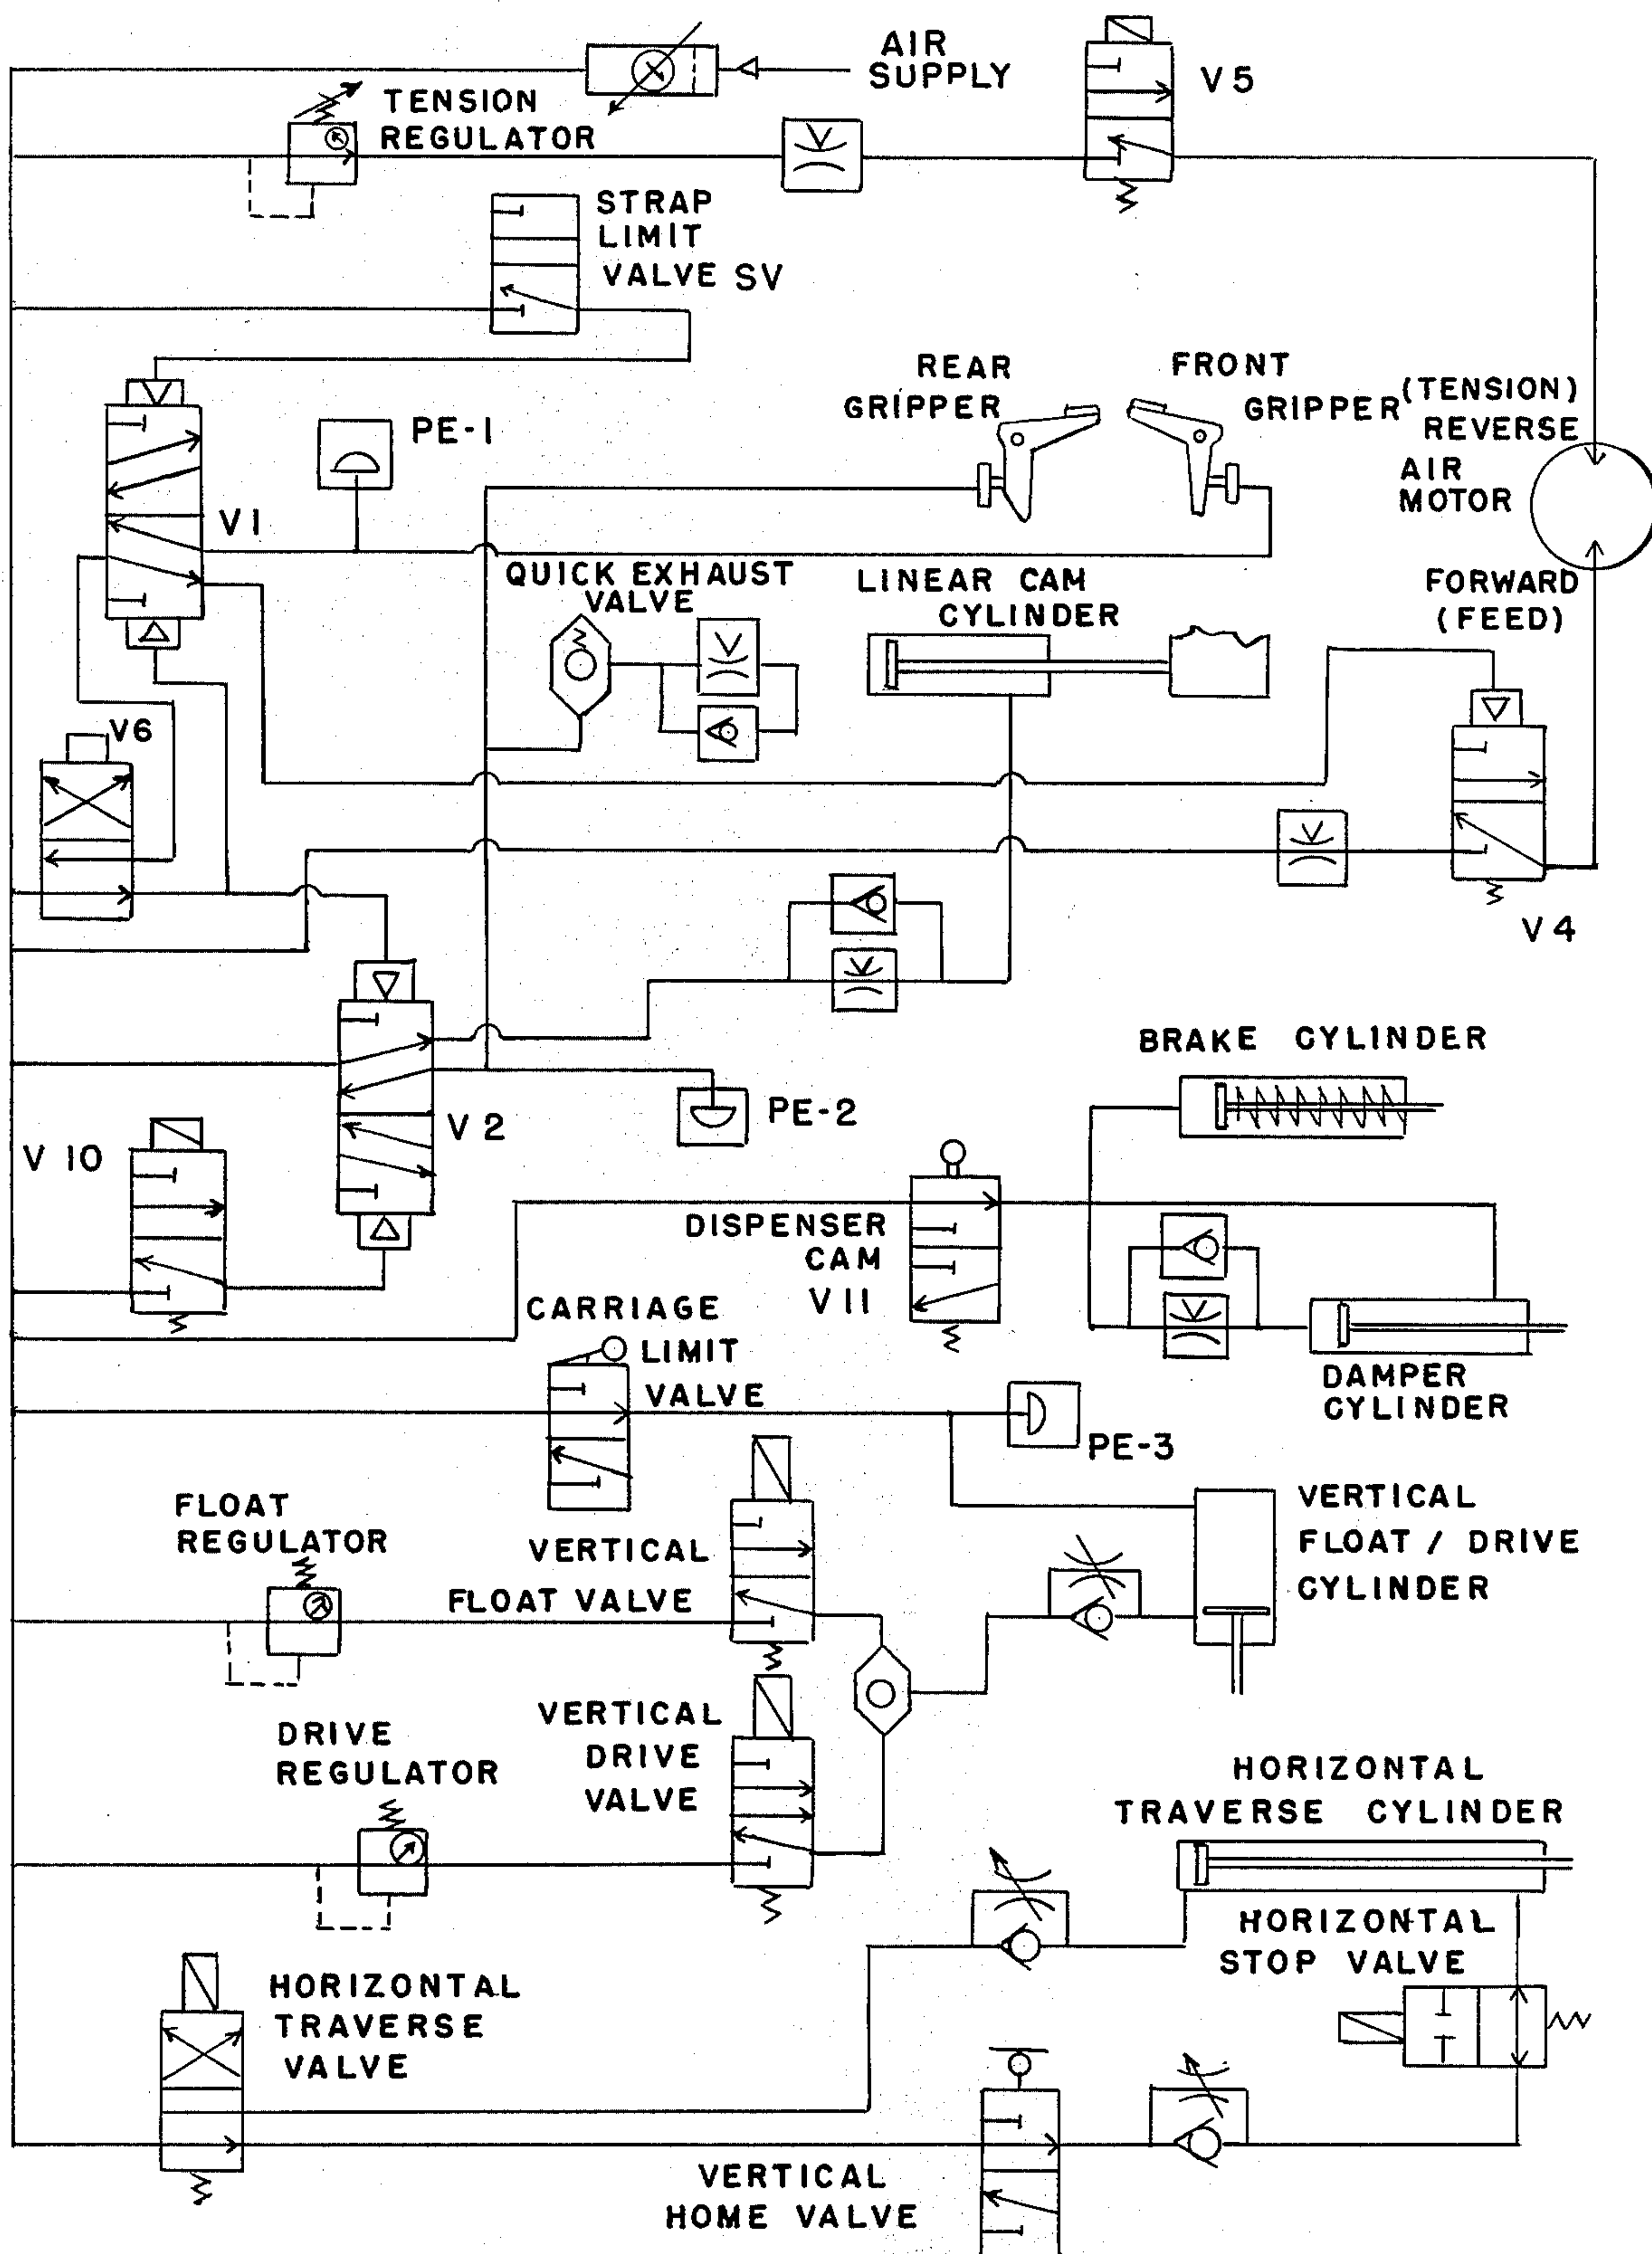 AIR
SUPPLY
V 5
TENSION
REGULATOR
STRAP
LIMIT
VALVE SV
REAR
GRIPPER
FRONT
GRIPPER
(TENSION)
REVERSE
AIR
MOTOR
FORWARD
(FEED)
PE-1
V1
QUICK EXHAUST
VALVE
LINEAR CAM
CYLINDER
V6
V 4
BRAKE CYLINDER
PE-2
V 2
V 10
DISPENSER
CAM
V11
CARRIAGE
LIMIT
VALVE
DAMPER
CYLINDER
PE-3
FLOAT
REGULATOR
VERTICAL
FLOAT VALVE
VERTICAL
FLOAT / DRIVE
CYLINDER
DRIVE
REGULATOR
VERTICAL
DRIVE
VALVE
HORIZONTAL
TRAVERSE CYLINDER
HORIZONTAL
STOP VALVE
HORIZONTAL
TRAVERSE
VALVE
VERTICAL
HOME VALVE